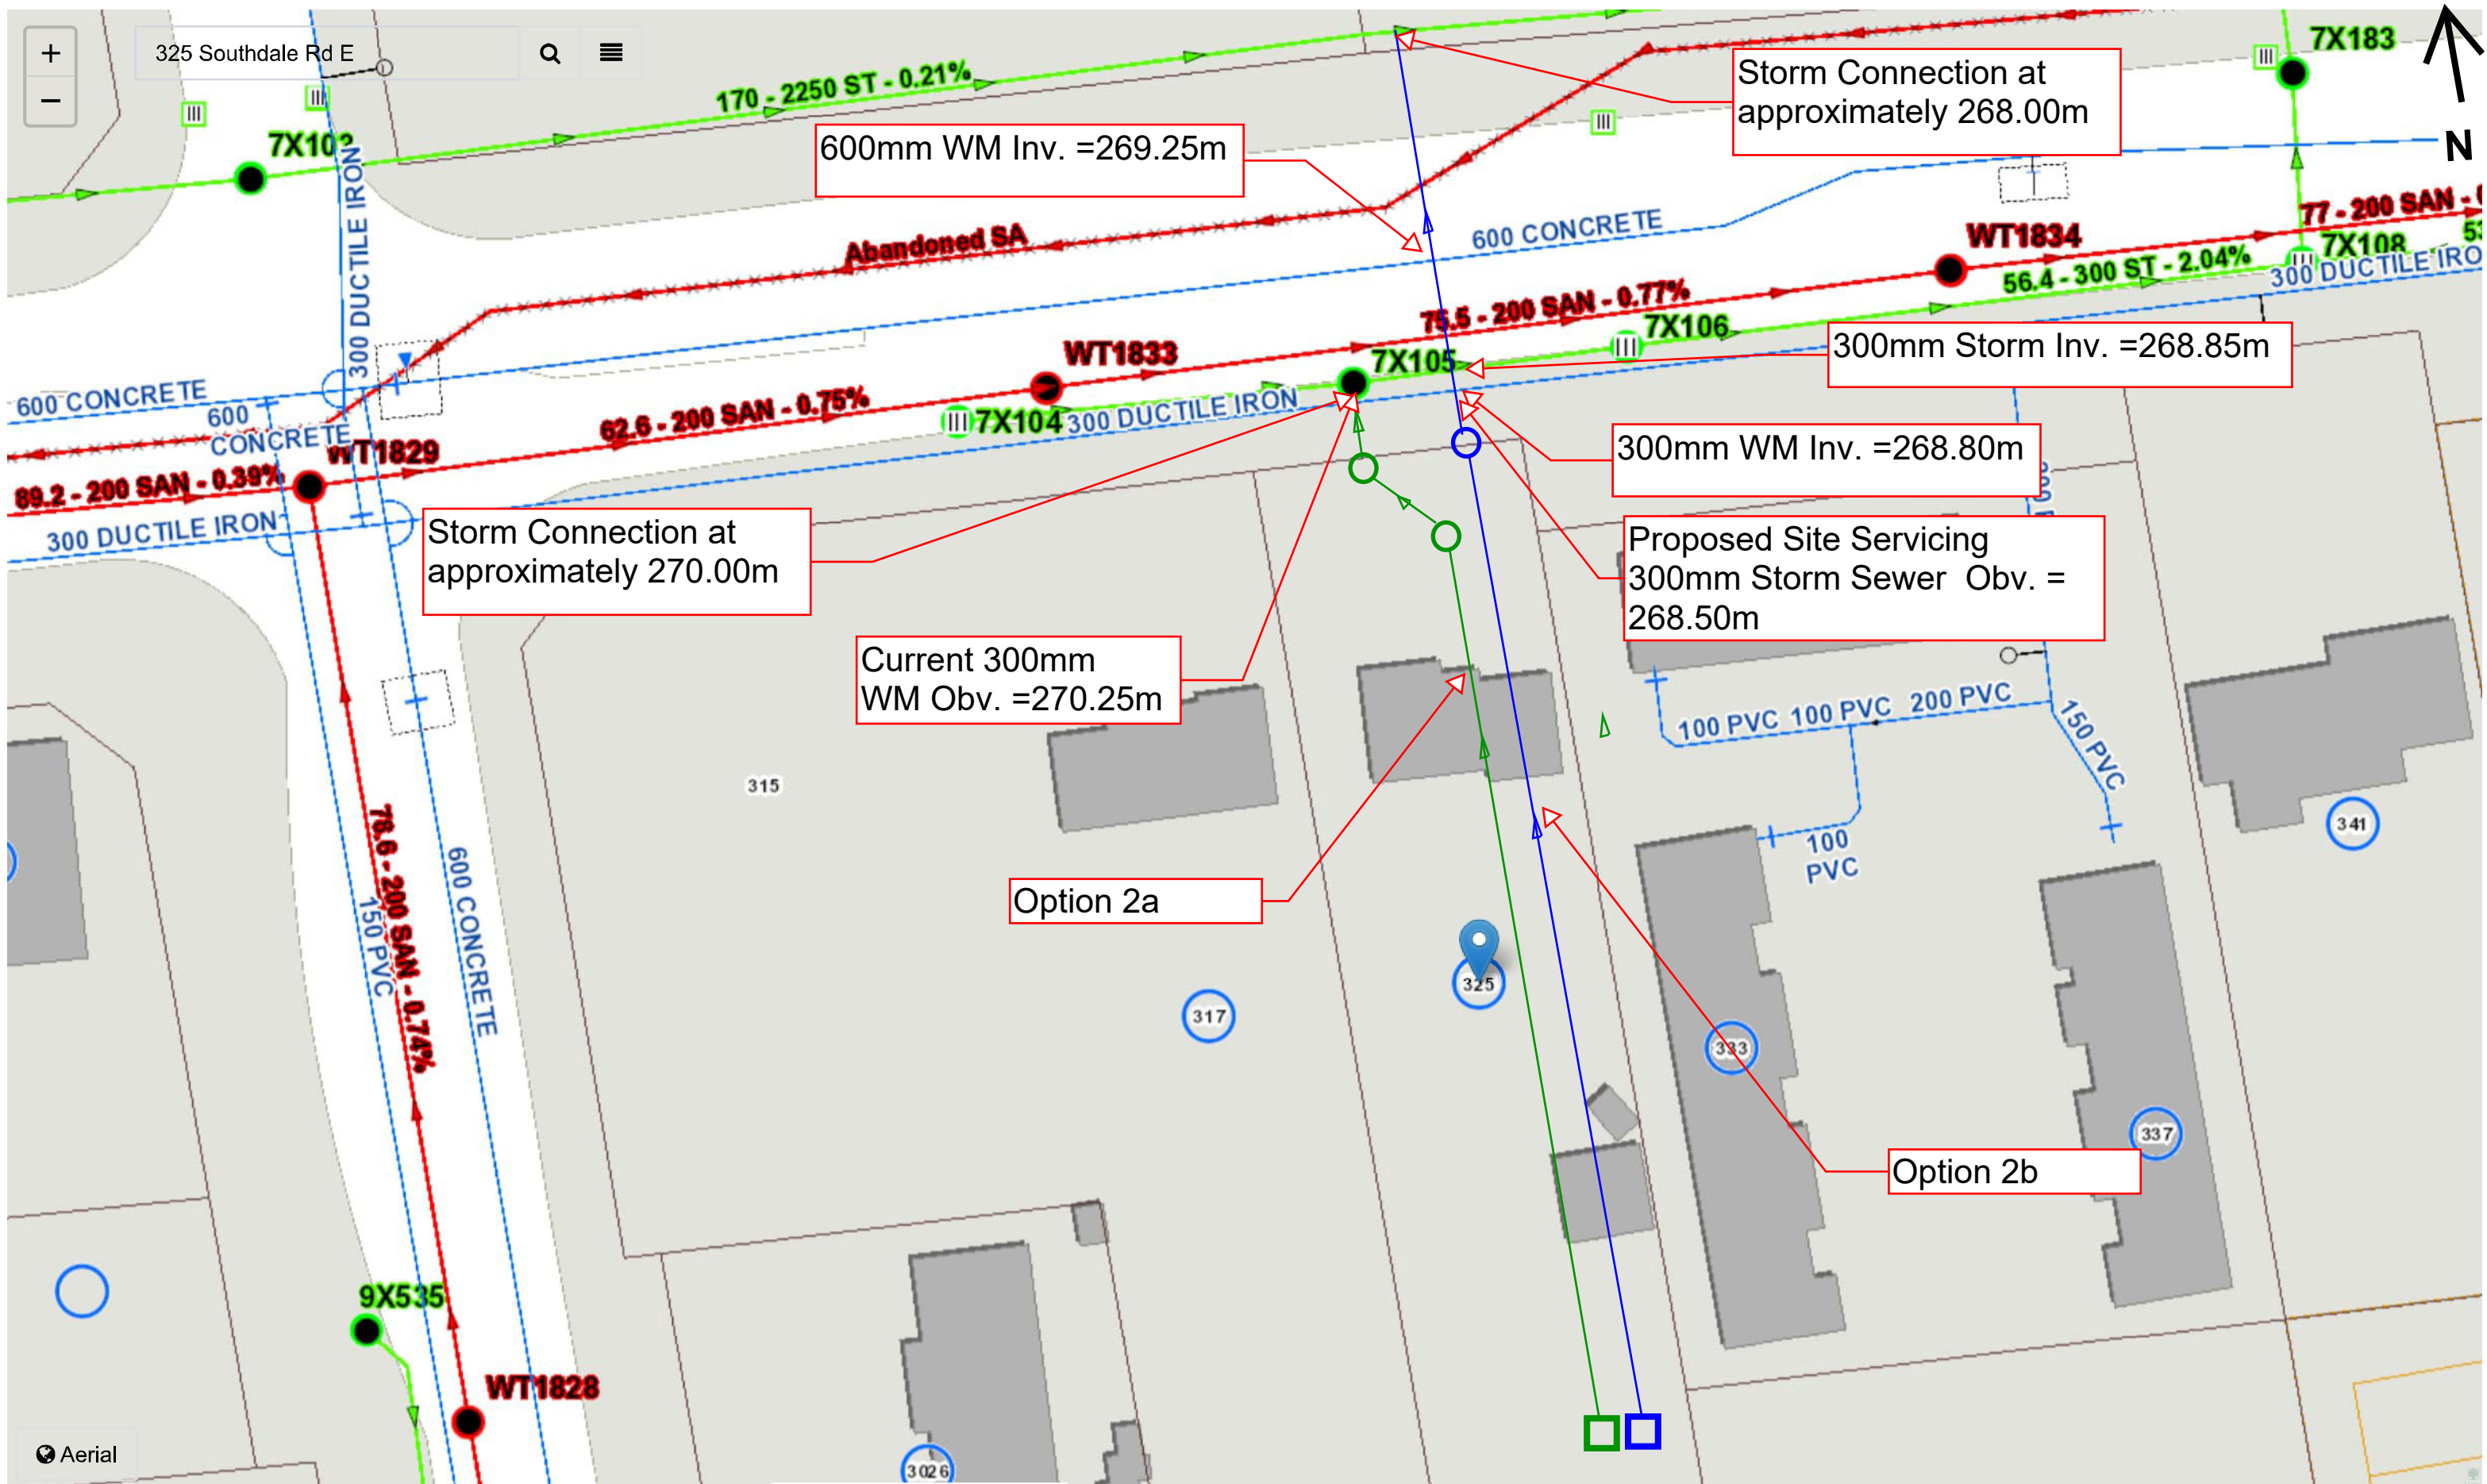 +
−
325 Southdale Rd E
N
7X183
170 - 2250 ST - 0.21%
Storm Connection at
approximately 268.00m
7X103
600mm WM Inv. =269.25m
300 DUCTILE IRON
600 CONCRETE
Abandoned SA
WT1834
77 - 200 SAN -
7X108
56.4 - 300 ST - 2.04%
300 DUCTILE IRO
75.5 - 200 SAN - 0.77%
7X106
300mm Storm Inv. =268.85m
WT1833
7X105
600 CONCRETE
600
CONCRETE
62.6 - 200 SAN - 0.75%
7X104
300 DUCTILE IRON
WT1829
89.2 - 200 SAN - 0.39%
300 DUCTILE IRON
300mm WM Inv. =268.80m
Storm Connection at
approximately 270.00m
Proposed Site Servicing
300mm Storm Sewer  Obv. =
268.50m
Current 300mm
WM Obv. =270.25m
100 PVC
100 PVC
200 PVC
150 PVC
315
100
PVC
341
78.6 - 200 SAN - 0.74%
150 PVC
600 CONCRETE
Option 2a
325
317
333
337
Option 2b
9X535
WT1828
3026
Aerial